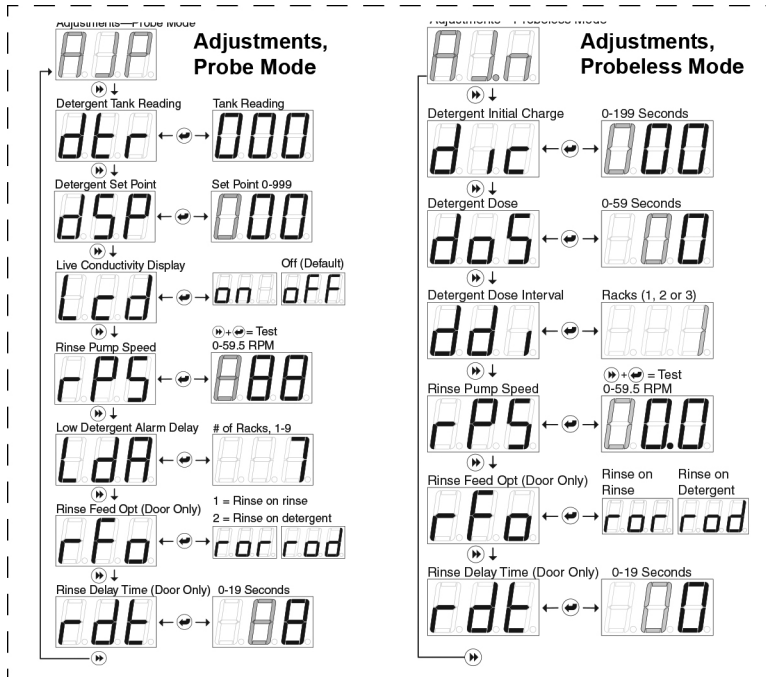 Adjustments—Probe Mode
AJP
Adjustments,
Probe Mode
Detergent Tank Reading
Tank Reading
dtr
000
Detergent Set Point
Set Point 0-999
dSP
000
Live Conductivity Display
Off (Default)
Lcd
on
oFF
= Test
Rinse Pump Speed
0-59.5 RPM
rPS
888
Low Detergent Alarm Delay
# of Racks, 1-9
LdA
7
Rinse Feed Opt (Door Only)
1 = Rinse on rinse
2 = Rinse on detergent
rFo
ror
rod
Rinse Delay Time (Door Only)
0-19 Seconds
rdt
88
Adjustments—Probeless Mode
AJ.n
Adjustments,
Probeless Mode
Detergent Initial Charge
0-199 Seconds
dic
000
Detergent Dose
0-59 Seconds
doS
00
Detergent Dose Interval
Racks (1, 2 or 3)
ddi
1
+ = Test
Rinse Pump Speed
0-59.5 RPM
rPS
00.0
Rinse Feed Opt (Door Only)
Rinse on
Rinse
Rinse on
Detergent
rFo
ror
rod
Rinse Delay Time (Door Only)
0-19 Seconds
rdt
00